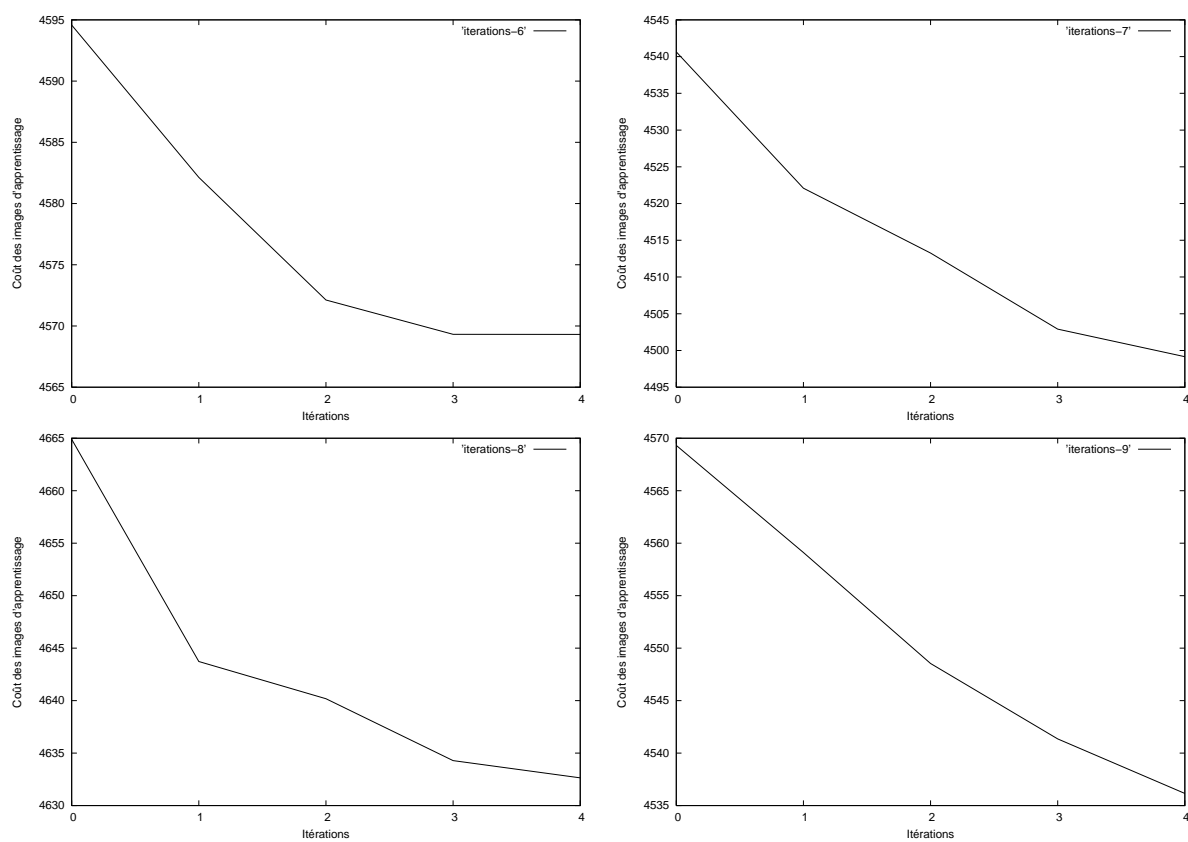 4595
4590
4585
4580
4575
4570
4565
0 1 2 3 4
Itérations
Coût des images d'apprentissage
'iterations-6'
4545
4540
4535
4530
4525
4520
4515
4510
4505
4500
4495
0 1 2 3 4
Itérations
Coût des images d'apprentissage
'iterations-7'
4665
4660
4655
4650
4645
4640
4635
4630
0 1 2 3 4
Itérations
Coût des images d'apprentissage
'iterations-8'
4570
4565
4560
4555
4550
4545
4540
4535
0 1 2 3 4
Itérations
Coût des images d'apprentissage
'iterations-9'